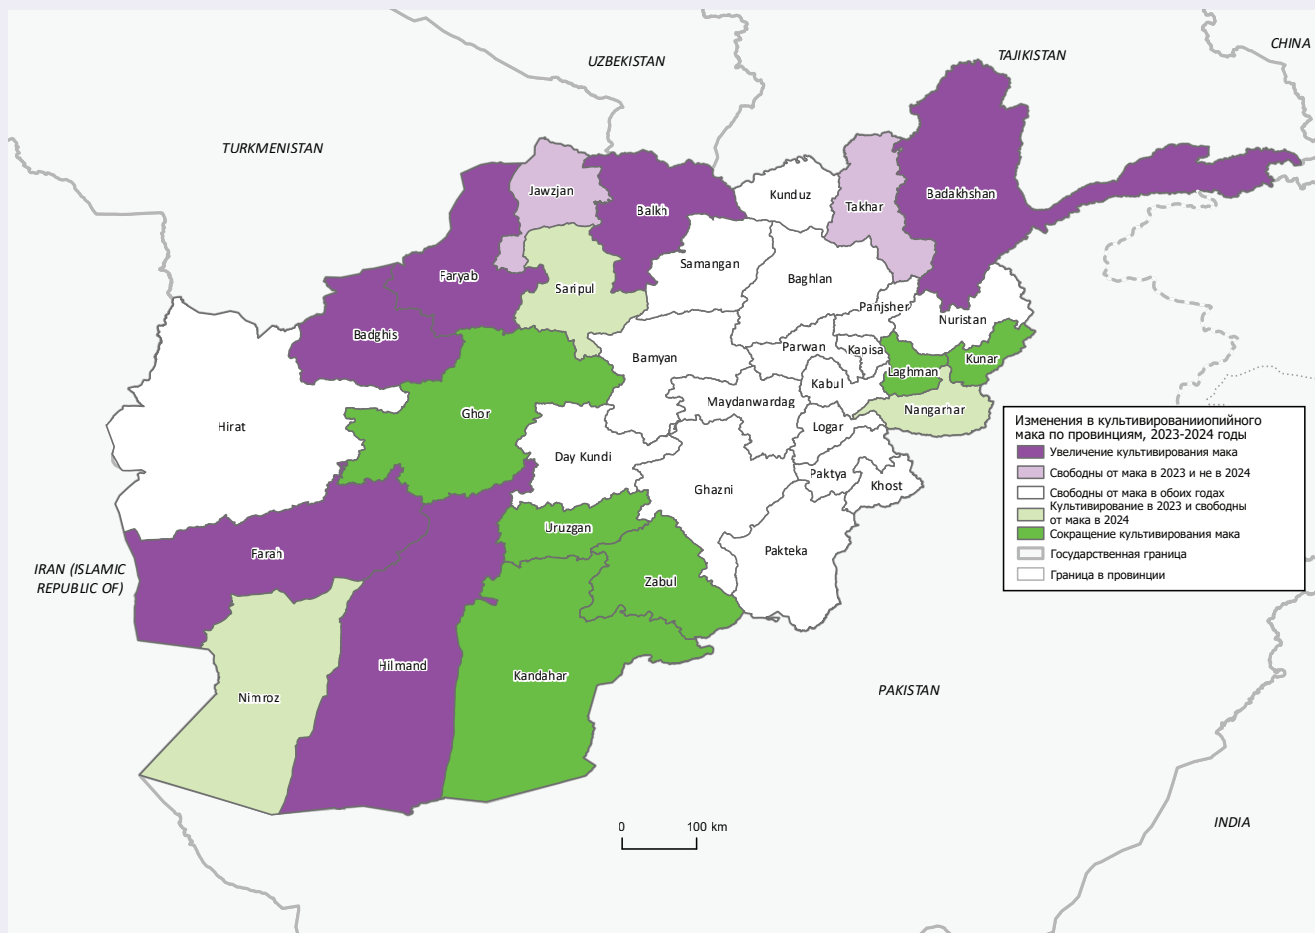 CHINA
TAJIKISTAN
UZBEKISTAN
TURKMENISTAN
Jawzjan
Balkh
Kunduz
Takhar
Badakhshan
Faryab
Saripul
Samangan
Baghlan
Panjsher
Nuristan
Badghis
Bamyan
Parwan
Kapisa
Kunar
Laghman
Kabul
Ghor
Maydanwardag
Nangarhar
Hirat
Logar
Day Kundi
Ghazni
Paktya
Khost
Uruzgan
Farah
Pakteka
Zabul
IRAN (ISLAMIC
REPUBLIC OF)
Hilmand
Kandahar
Nimroz
PAKISTAN
INDIA
0 100 km
Изменения в культивированииопийного
мака по провинциям, 2023-2024 годы
Увеличение культивирования мака
Свободны от мака в 2023 и не в 2024
Свободны от мака в обоих годах
Культивирование в 2023 и свободны
от мака в 2024
Сокращение культивирования мака
Государственная граница
Граница в провинции